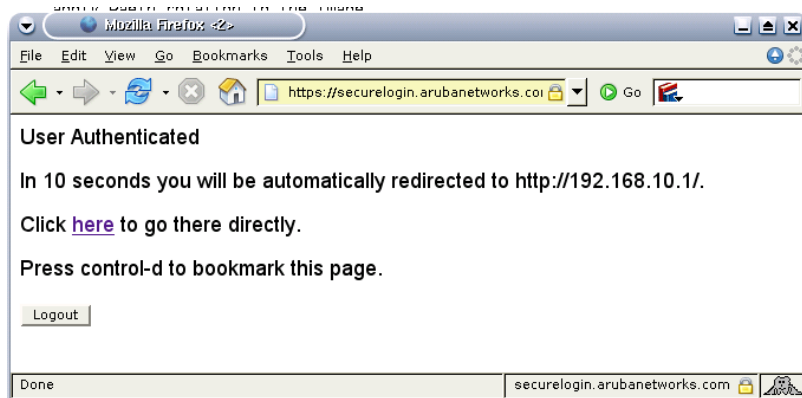 Mozilla Firefox <2>
File Edit View Go Bookmarks Tools Help
https://securelogin.arubanetworks.co Go
User Authenticated
In 10 seconds you will be automatically redirected to http://192.168.10.1/.
Click here to go there directly.
Press control-d to bookmark this page.
Logout
Done securelogin.arubanetworks.com